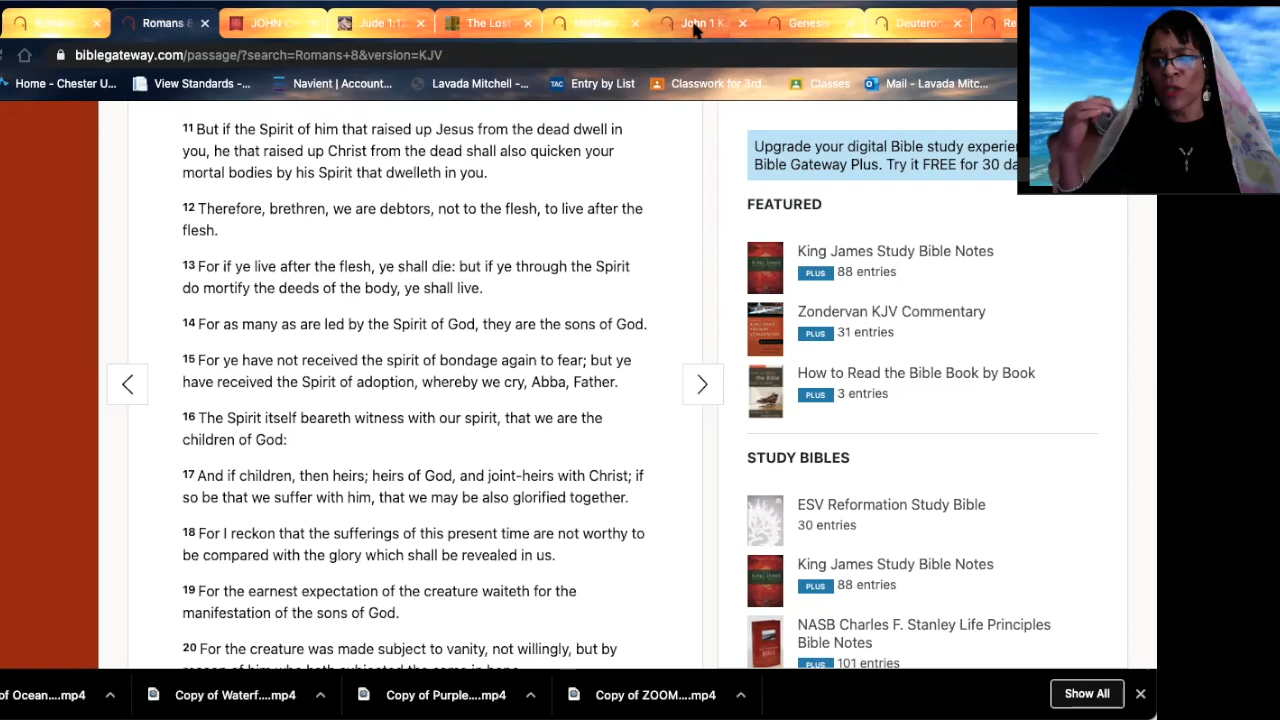 Romans 8
JOHN C
Jude 1:1
The Lost
Matthew
John 1 K
Genesis
Deuteron
Re
biblegateway.com/passage/?search=Romans+8&version=KJV
Home - Chester U... View Standards -... Navient | Account... Lavada Mitchell -... TAC Entry by List Classwork for 3rd... Classes Mail - Lavada Mitc...
11 But if the Spirit of him that raised up Jesus from the dead dwell in
you, he that raised up Christ from the dead shall also quicken your
mortal bodies by his Spirit that dwelleth in you.
12 Therefore, brethren, we are debtors, not to the flesh, to live after the
flesh.
13 For if ye live after the flesh, ye shall die: but if ye through the Spirit
do mortify the deeds of the body, ye shall live.
14 For as many as are led by the Spirit of God, they are the sons of God.
15 For ye have not received the spirit of bondage again to fear; but ye
have received the Spirit of adoption, whereby we cry, Abba, Father.
16 The Spirit itself beareth witness with our spirit, that we are the
children of God:
17 And if children, then heirs; heirs of God, and joint-heirs with Christ; if
so be that we suffer with him, that we may be also glorified together.
18 For I reckon that the sufferings of this present time are not worthy to
be compared with the glory which shall be revealed in us.
19 For the earnest expectation of the creature waiteth for the
manifestation of the sons of God.
20 For the creature was made subject to vanity, not willingly, but by
Upgrade your digital Bible study experien
Bible Gateway Plus. Try it FREE for 30 da
FEATURED
King James Study Bible Notes
PLUS 88 entries
Zondervan KJV Commentary
PLUS 31 entries
How to Read the Bible Book by Book
PLUS 3 entries
STUDY BIBLES
ESV Reformation Study Bible
30 entries
King James Study Bible Notes
PLUS 88 entries
NASB Charles F. Stanley Life Principles
Bible Notes
PLUS 101 entries
of Ocean....mp4 Copy of Waterf....mp4 Copy of Purple....mp4 Copy of ZOOM....mp4 Show All